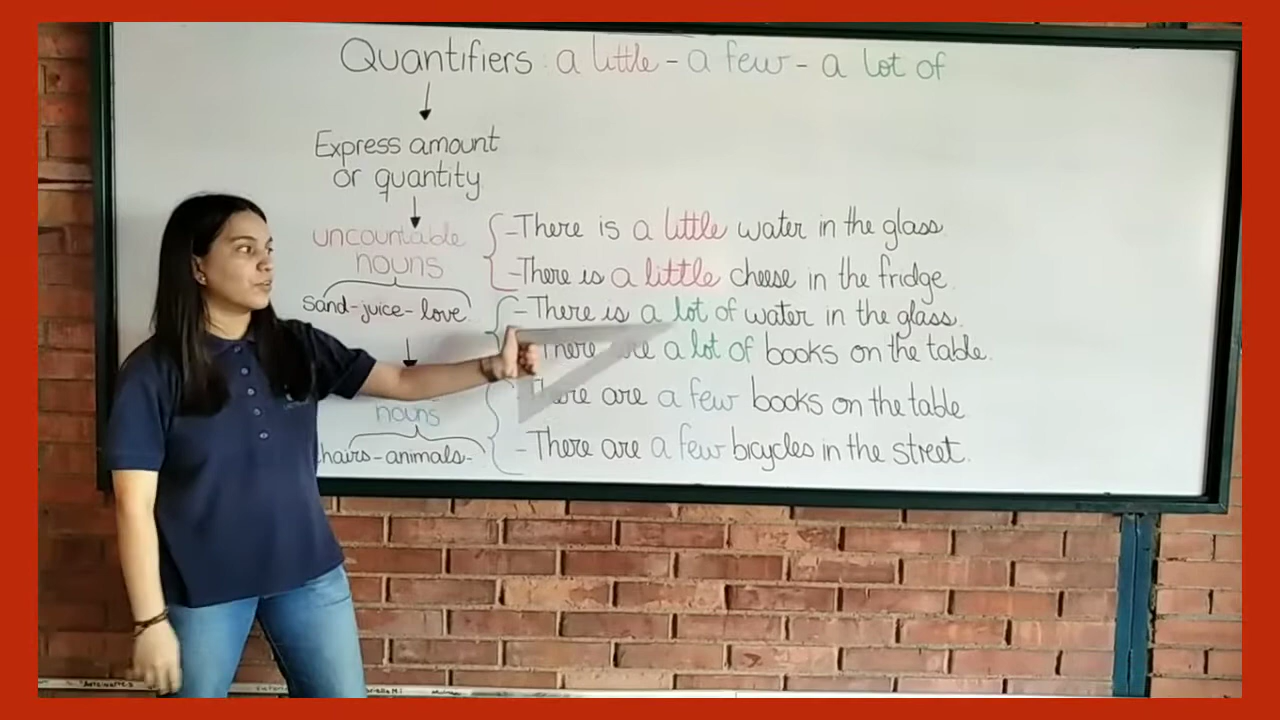 Quantifiers: a little - a few - a lot of
Express amount
or quantity
uncountable
nouns
sand-juice-love
nouns
hairs-animals-
-There is a little water in the glass.
-There is a little cheese in the fridge.
-There is a lot of water in the glass.
There are a lot of books on the table.
There are a few books on the table
-There are a few bicycles in the street.